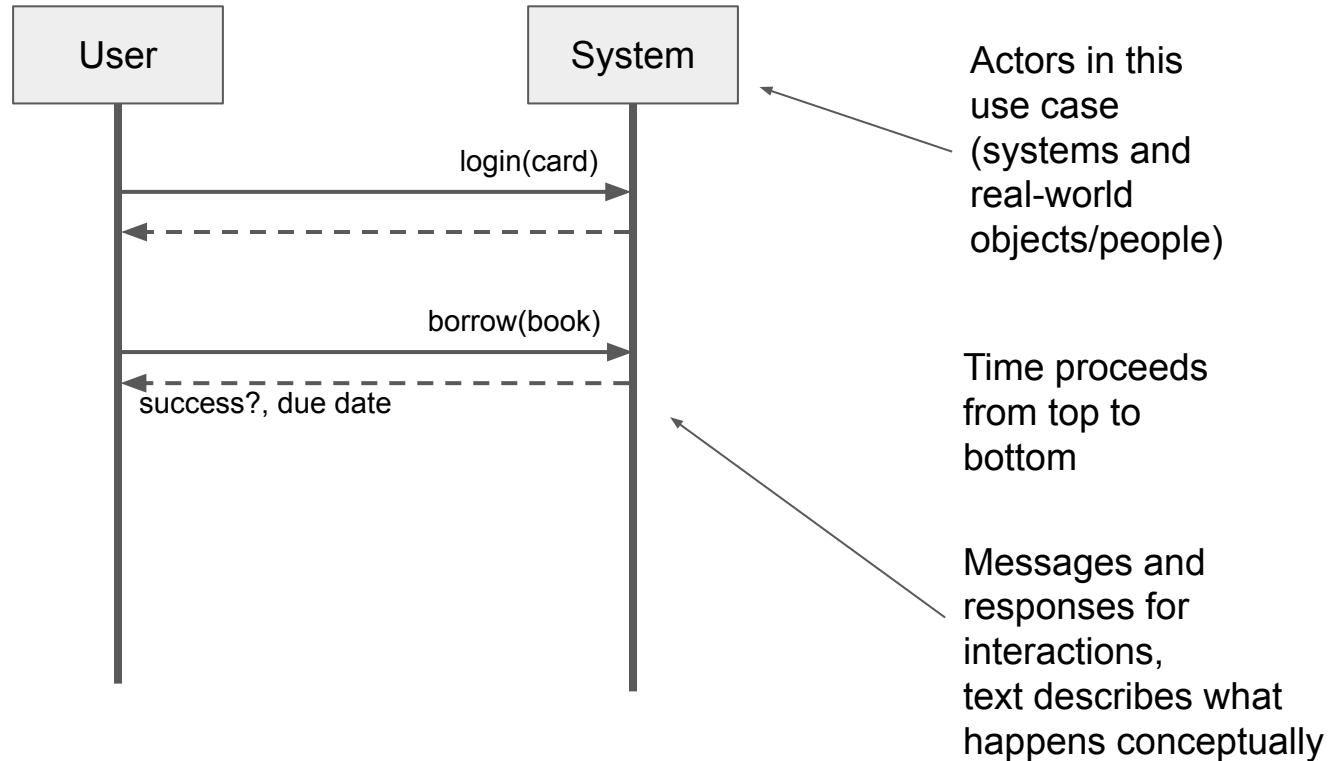 User
System
login(card)
borrow(book)
success?, due date
Actors in this
use case
(systems and
real-world
objects/people)
Time proceeds
from top to
bottom
Messages and
responses for
interactions,
text describes what
happens conceptually